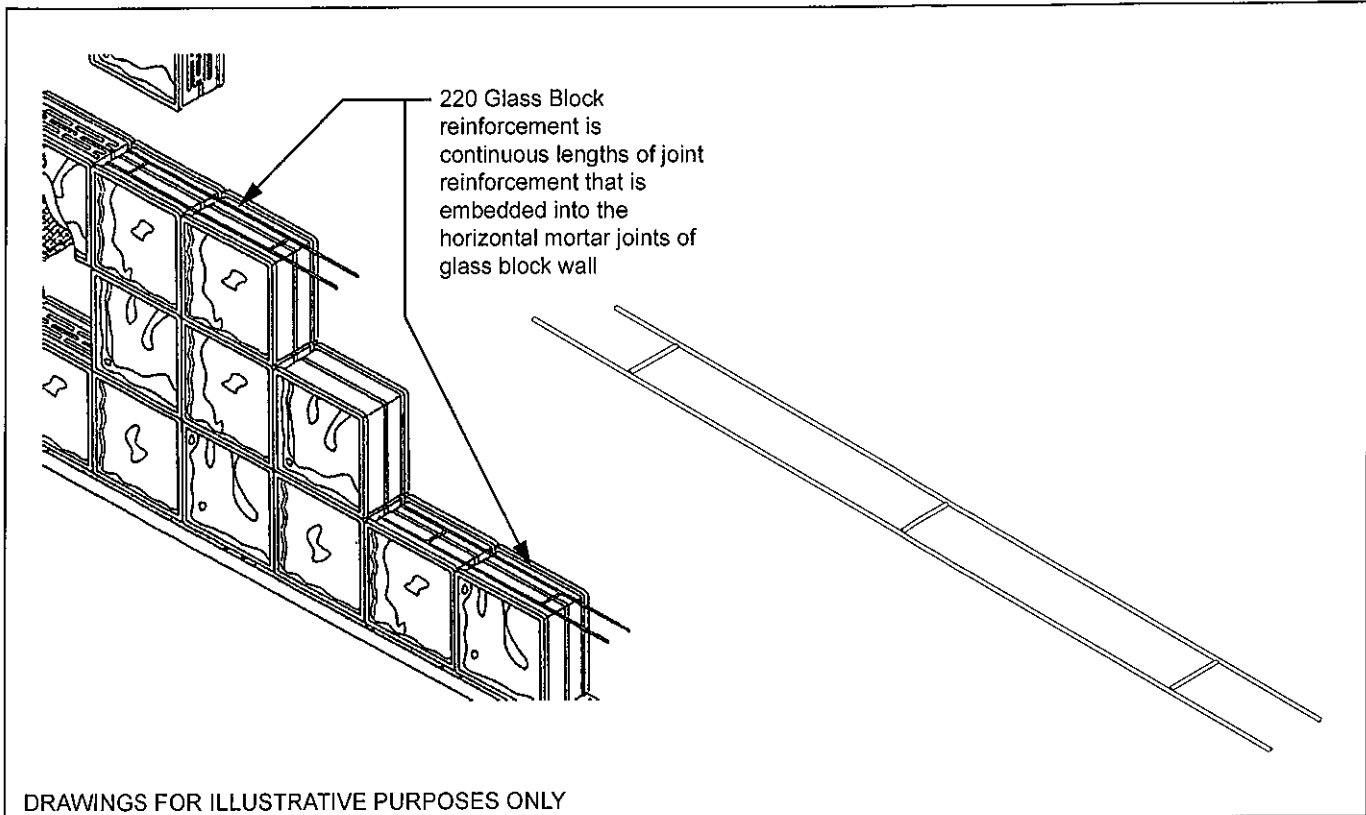 220 Glass Block
reinforcement is
continuous lengths of joint
reinforcement that is
embedded into the
horizontal mortar joints of
glass block wall
DRAWINGS FOR ILLUSTRATIVE PURPOSES ONLY